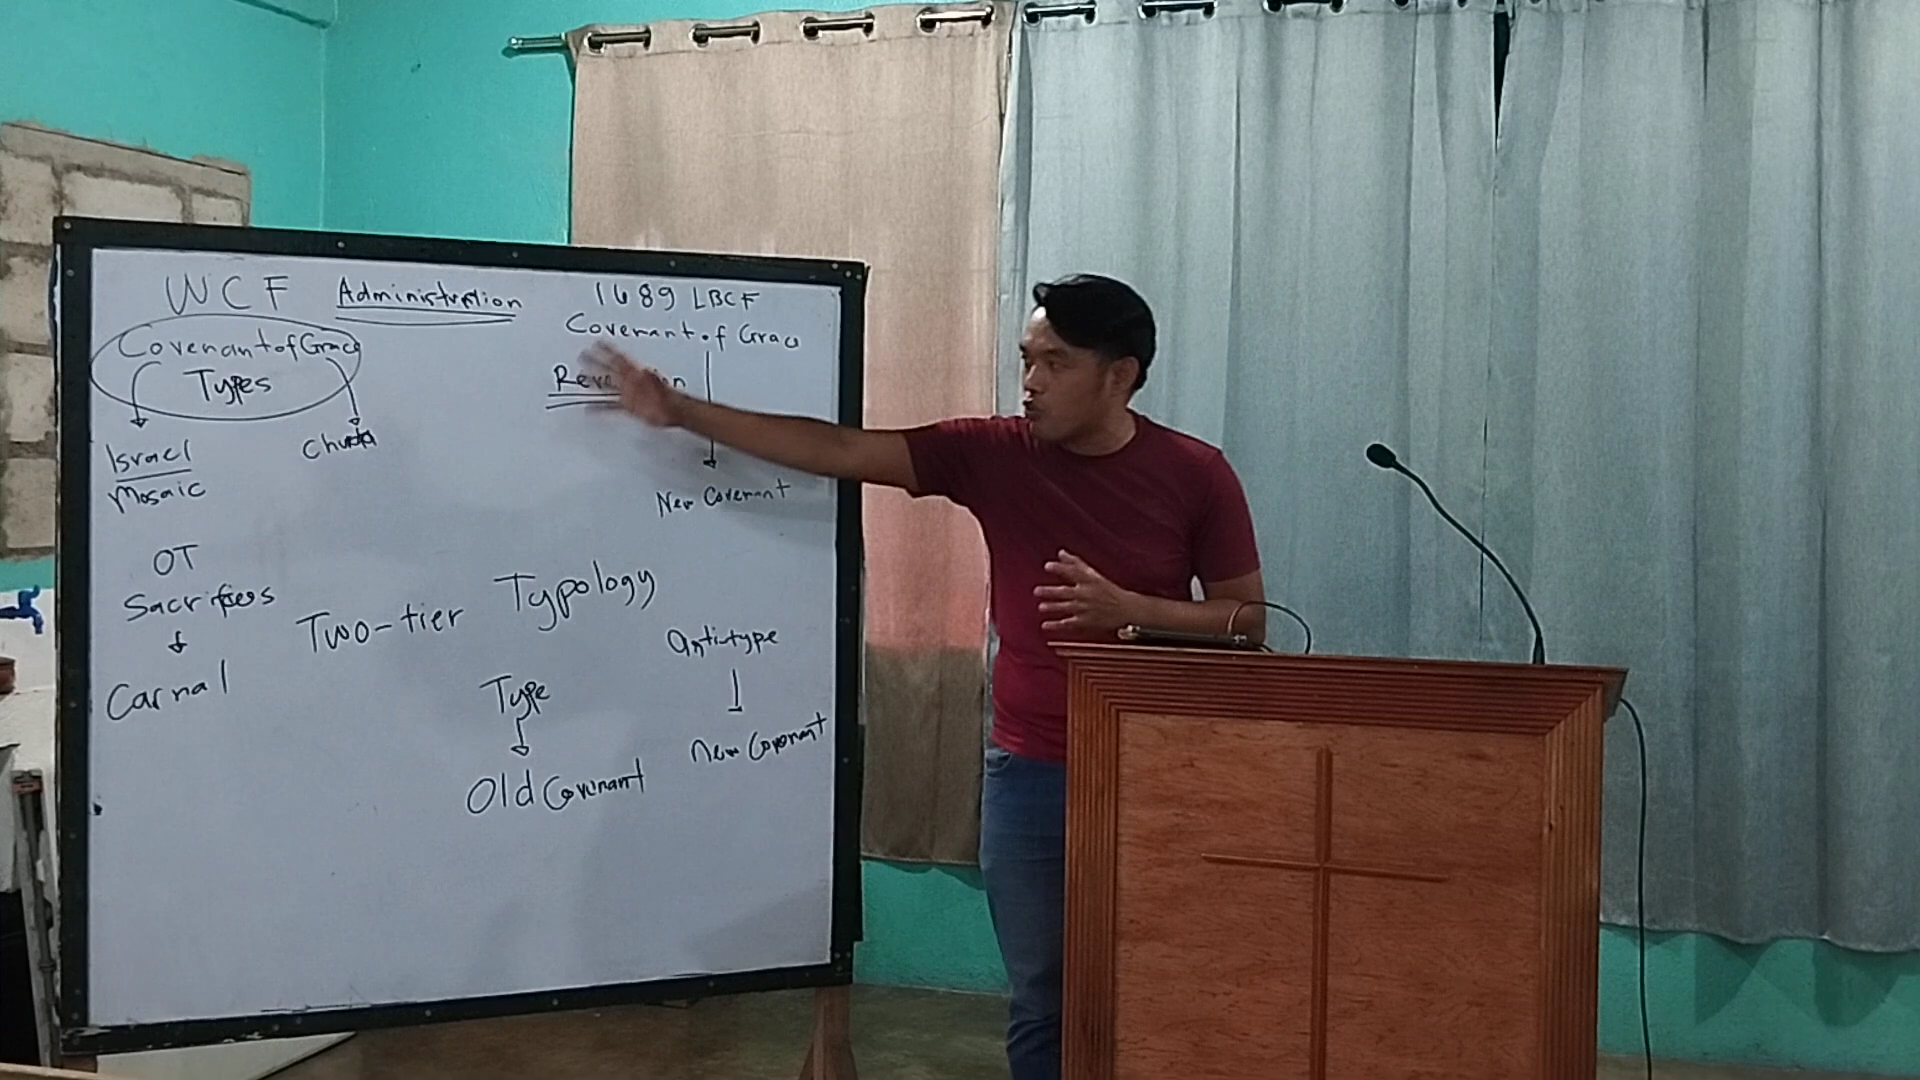 WCF Administration 1689 LBCF
Covenant of Grace
Types
Israel
Mosaic
Church
Covenant of Grac
New Covenant
OT
Sacrifices
&
Carnal
Two-tier Typology
Type
Old Covenant
Antitype
New Covenant